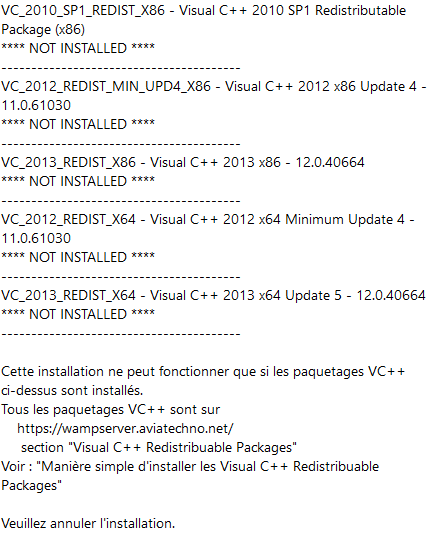 VC_2010_SP1_REDIST_X86 - Visual C++ 2010 SP1 Redistributable
Package (x86)
**** NOT INSTALLED ****
----------------------------------------
VC_2012_REDIST_MIN_UPD4_X86 - Visual C++ 2012 x86 Update 4 -
11.0.61030
**** NOT INSTALLED ****
----------------------------------------
VC_2013_REDIST_X86 - Visual C++ 2013 x86 - 12.0.40664
**** NOT INSTALLED ****
----------------------------------------
VC_2012_REDIST_X64 - Visual C++ 2012 x64 Minimum Update 4 -
11.0.61030
**** NOT INSTALLED ****
----------------------------------------
VC_2013_REDIST_X64 - Visual C++ 2013 x64 Update 5 - 12.0.40664
**** NOT INSTALLED ****
----------------------------------------
Cette installation ne peut fonctionner que si les paquetages VC++
ci-dessus sont installés.
Tous les paquetages VC++ sont sur
https://wampserver.aviatechno.net/
section "Visual C++ Redistribuable Packages"
Voir : "Manière simple d'installer les Visual C++ Redistribuable
Packages"
Veuillez annuler l'installation.